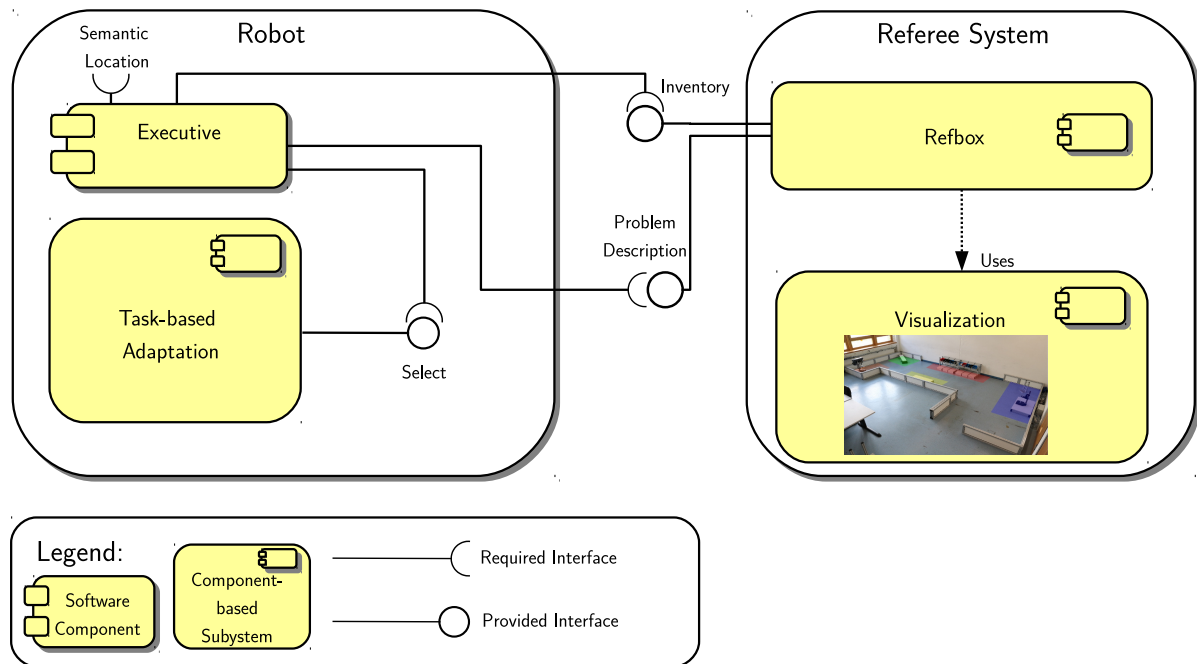 Robot
Semantic
Location
Executive
Task-based
Adaptation
Select
Inventory
Problem
Description
Referee System
Refbox
Uses
Visualization
Legend:
Software
Component
Component-
based
Subystem
Required Interface
Provided Interface